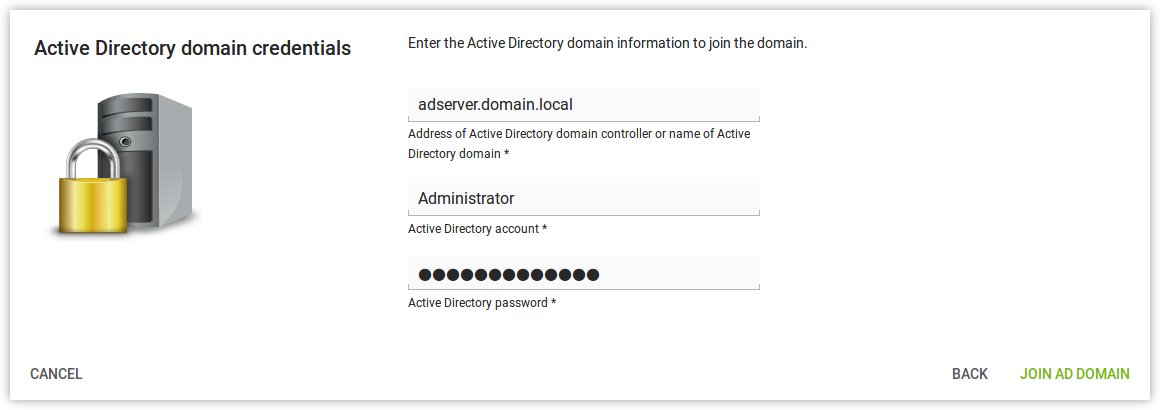 Active Directory domain credentials
Enter the Active Directory domain information to join the domain.
adserver.domain.local
Address of Active Directory domain controller or name of Active
Directory domain *
Administrator
Active Directory account *
●●●●●●●●●●●●●
Active Directory password *
CANCEL
BACK
JOIN AD DOMAIN